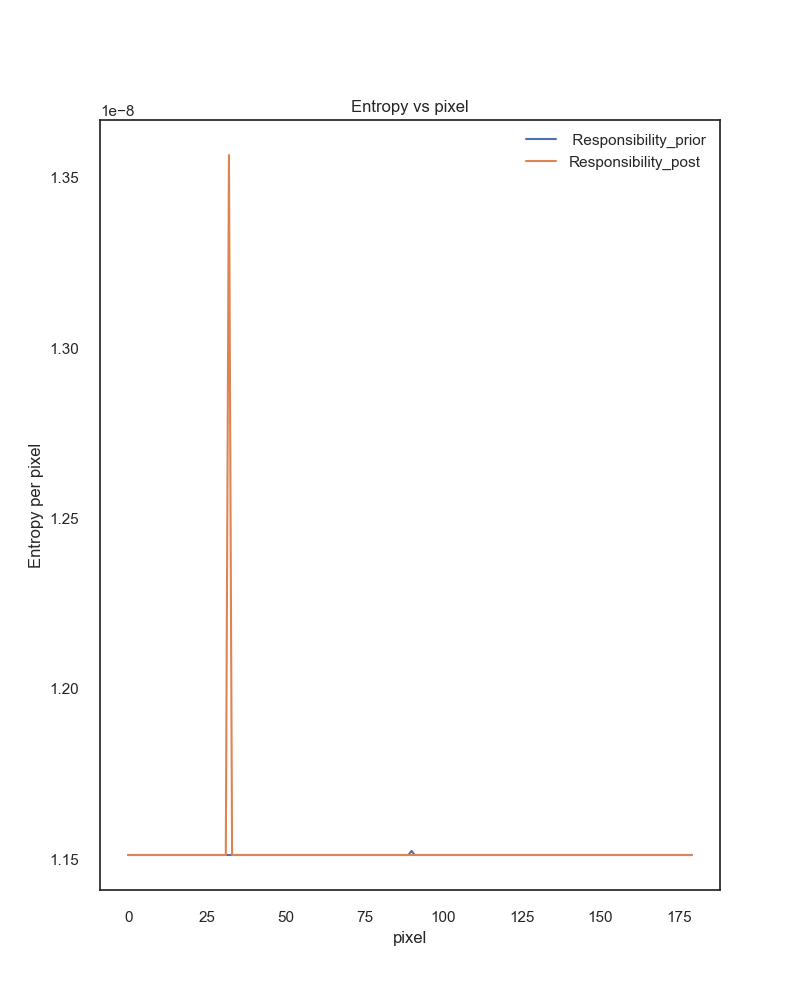 Entropy vs pixel
1e−8
Responsibility_prior
Responsibility_post
1.35
1.30
1.25
1.20
1.15
Entropy per pixel
0 25 50 75 100 125 150 175
pixel